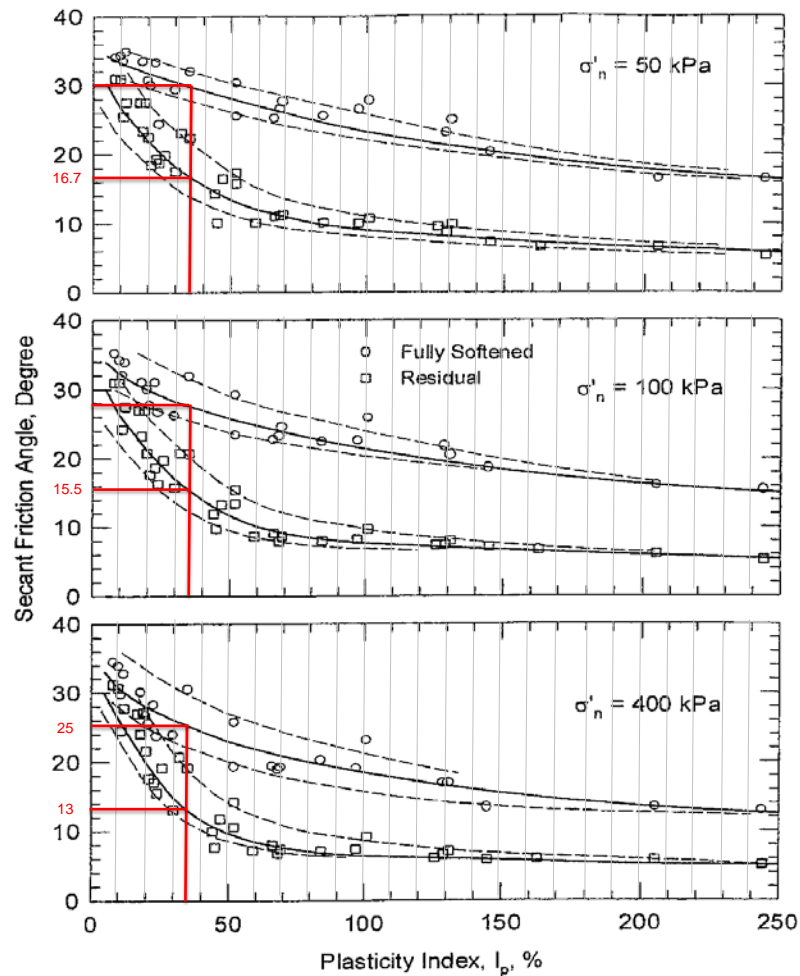 40
σ'n = 50 kPa
30
20
16.7
10
0
40
Fully Softened
Residual
30
σ'n = 100 kPa
20
15.5
10
0
Secant Friction Angle, Degree
40
30
σ'n = 400 kPa
25
20
13
10
0
0 50 100 150 200 250
Plasticity Index, Ip, %